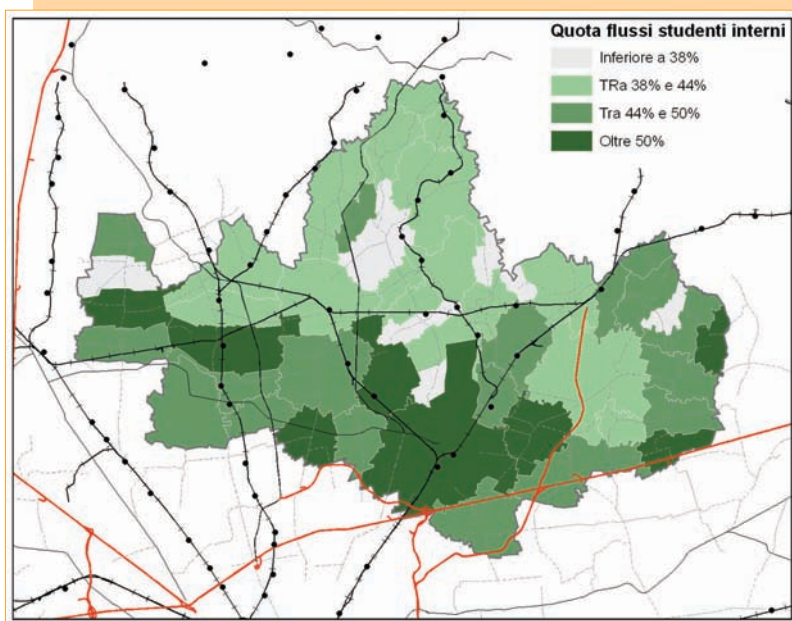 Quota flussi studenti interni
Inferiore a 38%
TRa 38% e 44%
Tra 44% e 50%
Oltre 50%